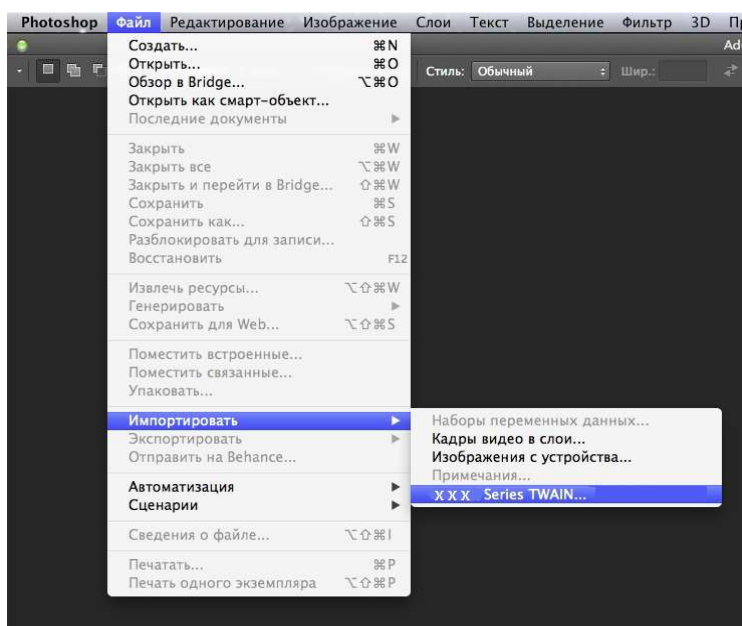 Photoshop Файл Редактирование Изображение Слои Текст Выделение Фильтр 3D
Ad
Стиль: Обычный Шир.:
Создать... ⌘N
Открыть... ⌘O
Обзор в Bridge... ⌥⌘O
Открыть как смарт-объект...
Последние документы
Закрыть ⌘W
Закрыть все ⌥⌘W
Закрыть и перейти в Bridge... ⇧⌘W
Сохранить ⌘S
Сохранить как... ⇧⌘S
Разблокировать для записи...
Восстановить F12
Извлечь ресурсы... ⌥⇧⌘W
Генерировать
Сохранить для Web... ⌥⇧⌘S
Поместить встроенные...
Поместить связанные...
Упаковать...
Импортировать
Экспортировать
Отправить на Behance...
Автоматизация
Сценарии
Сведения о файле... ⌥⇧⌘I
Печатать... ⌘P
Печать одного экземпляра ⌥⇧⌘P
Наборы переменных данных...
Кадры видео в слои...
Изображения с устройства...
Примечания...
X X X Series TWAIN...